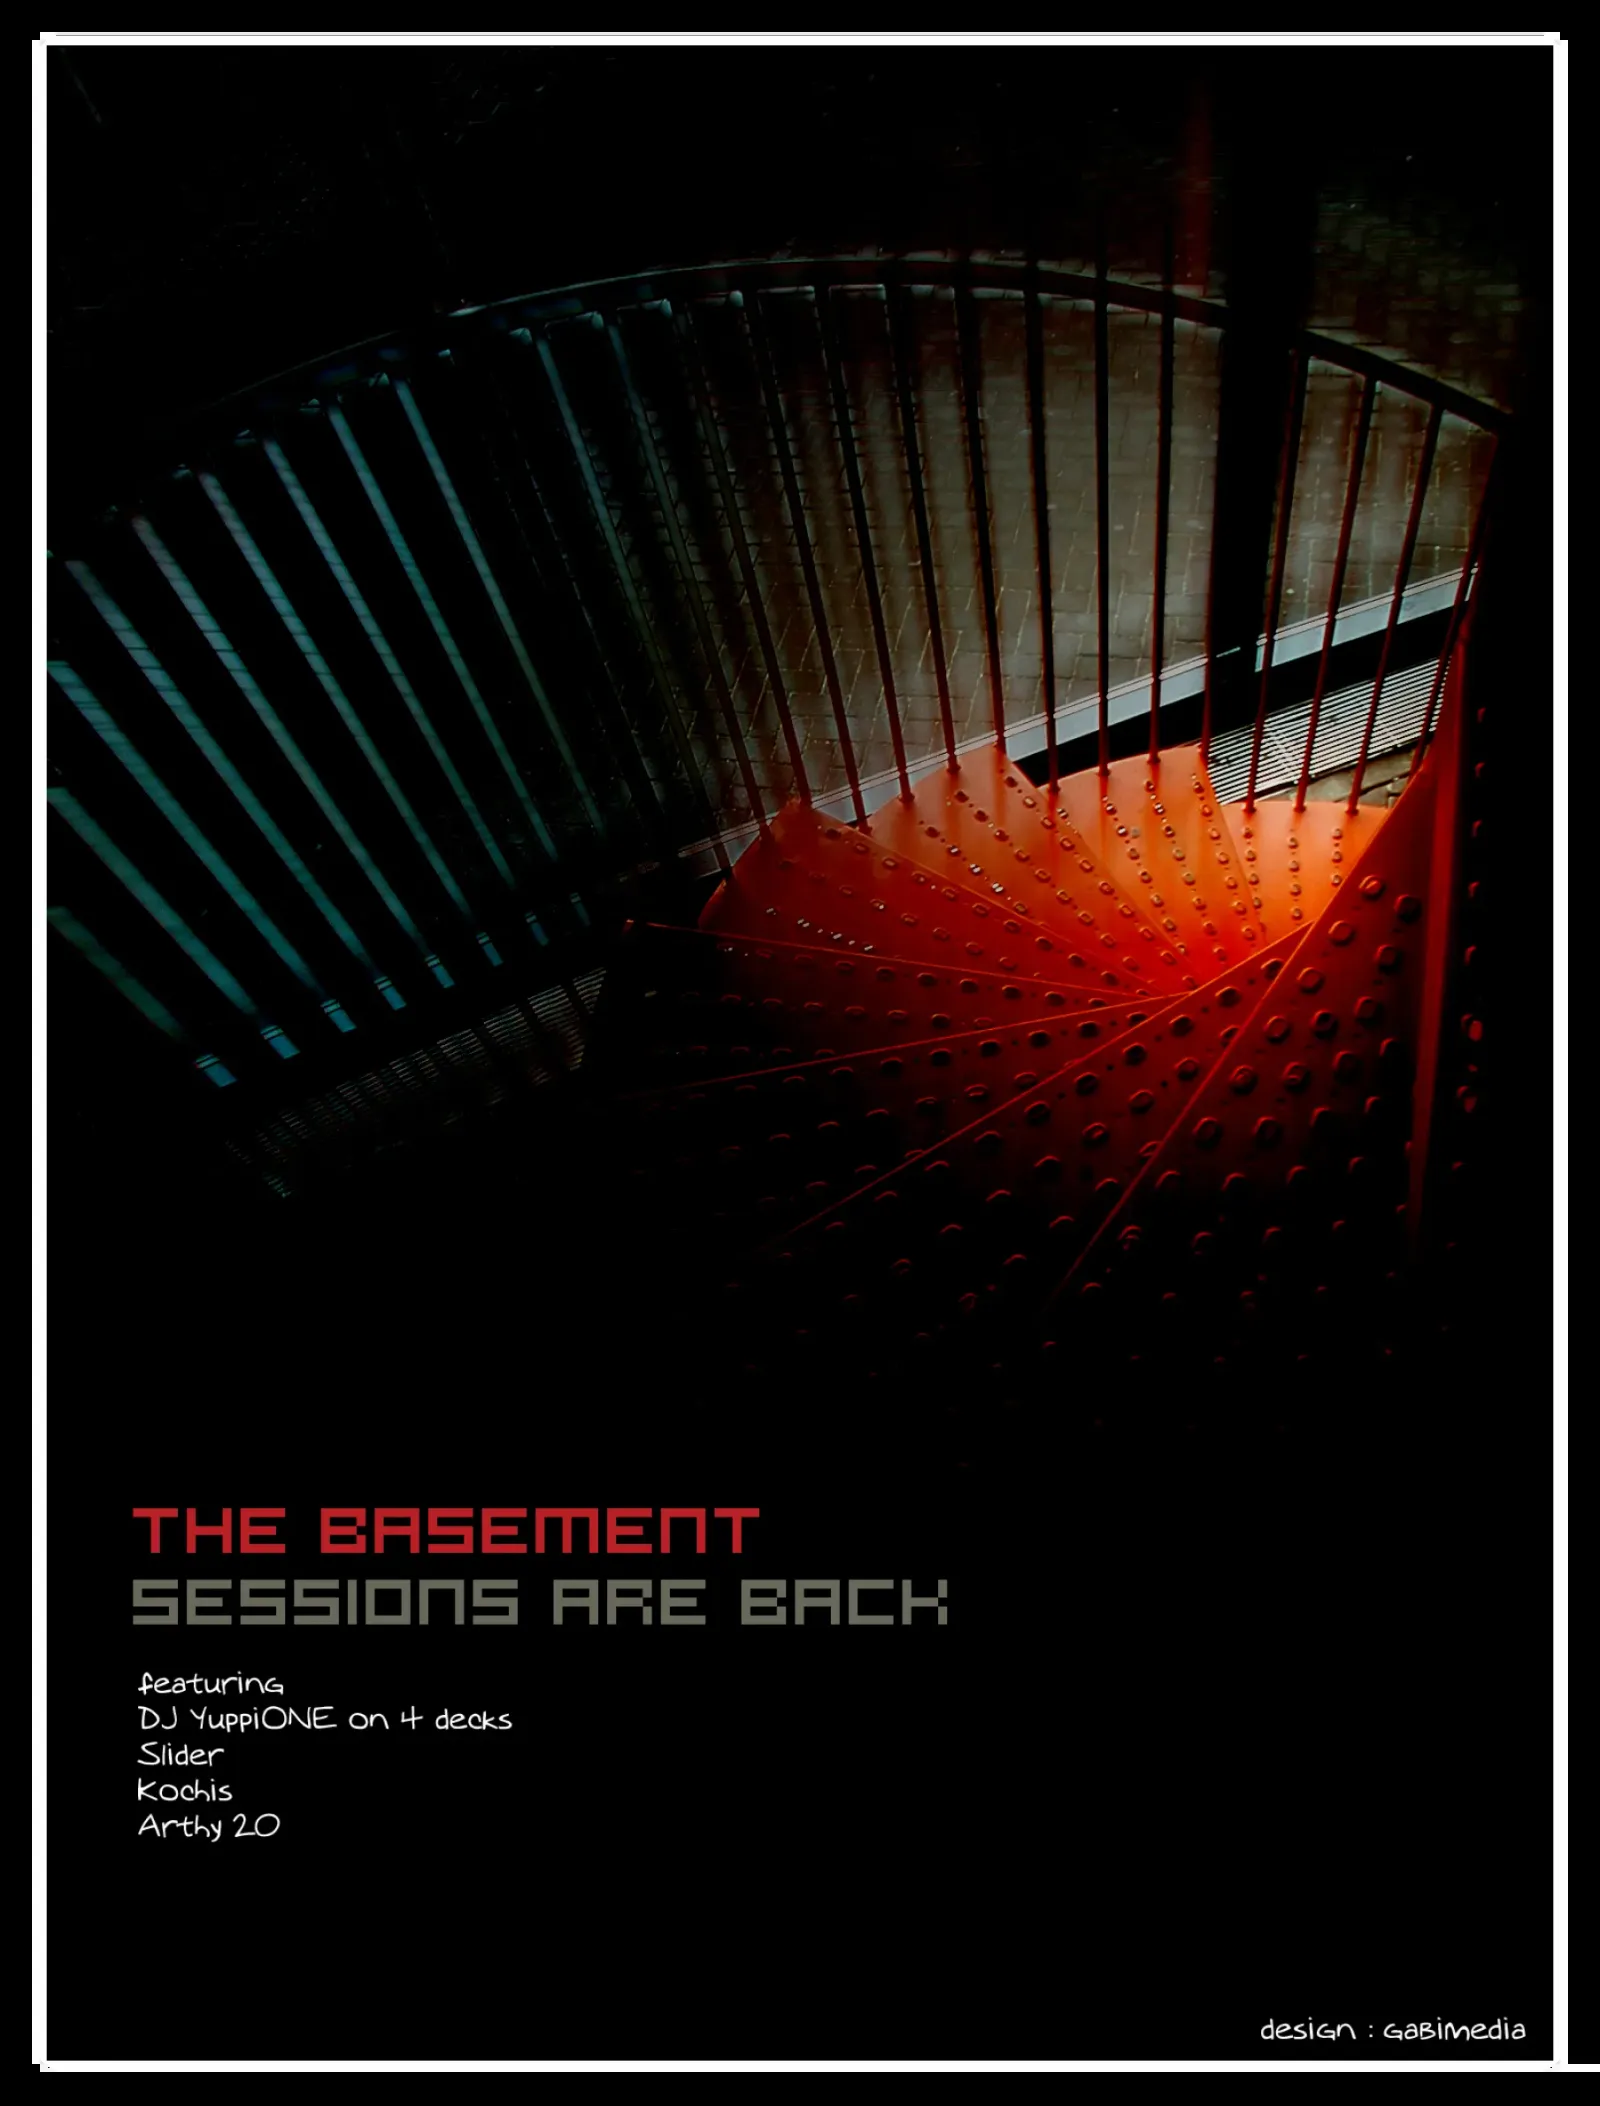 THE BASEMENT
SESSIONS ARE BACK
featuring
DJ YuppiONE on 4 decks
Slider
Kochis
Arthy 20
design : GaBiMedia